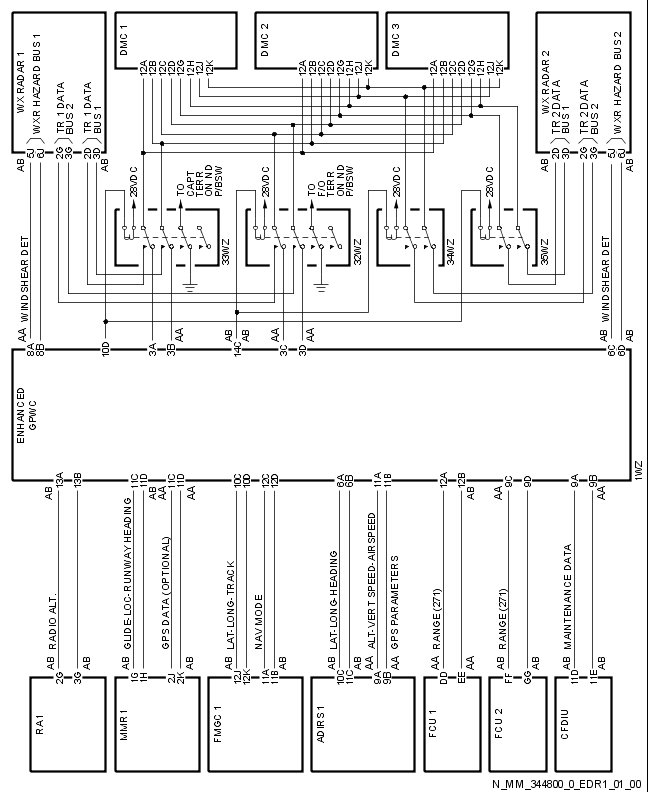 WX RADAR 1
WXR HAZARD BUS 1
TR 1 DATA
BUS 2
TR 1 DATA
BUS 1
AB
5J
6J
2G
3G
2D
3D
AB
DMC 1
12A
12B
12C
12D
12G
12H
12J
12K
DMC 2
12A
12B
12C
12D
12G
12H
12J
12K
DMC 3
12A
12B
12C
12D
12G
12H
12J
12K
WX RADAR 2
TR 2 DATA
BUS 1
TR 2 DATA
BUS 2
WXR HAZARD BUS 2
AB
2D
3D
2G
3G
5J
6J
AB
28VDC
TO
CAPT
TERR
ON ND
P/BSW
28VDC
TO
F/O TERR
ON ND
P/BSW
28VDC
28VDC
33WZ
32WZ
34WZ
35WZ
WINDSHEAR DET
WINDSHEAR DET
AA
8A
8B
AB
10D
3A
3B
AA
14C
AB
AA
3C
3D
AA
AB
6C
6D
AB
ENHANCED
GPWC
1WZ
AB
13A
13B
11C
11D
AB
AA
11C
11D
AA
10C
10D
12C
12D
6A
6B
11A
11B
AA
12A
12B
AB
AA
9C
9D
9A
9B
AA
RADIO ALT.
GLIDE-LOC-RUNWAY HEADING
GPS DATA (OPTIONAL)
LAT-LONG-TRACK
NAV MODE
LAT-LONG-HEADING
ALT-VERT SPEED-AIRSPEED
GPS PARAMETERS
RANGE (271)
RANGE (271)
MAINTENANCE DATA
AB
2G
3G
AB
AB
1G
1H
2J
2K
AB
AB
12J
12K
11A
11B
AB
AB
10C
11C
AB
AA
9A
9B
AA
AA
DD
EE
AA
AB
FF
GG
AB
AB
11D
11E
AB
RA1
MMR 1
FMGC 1
ADIRS 1
FCU 1
FCU 2
CFDIU
N_MM_344800_0_EDR1_01_00